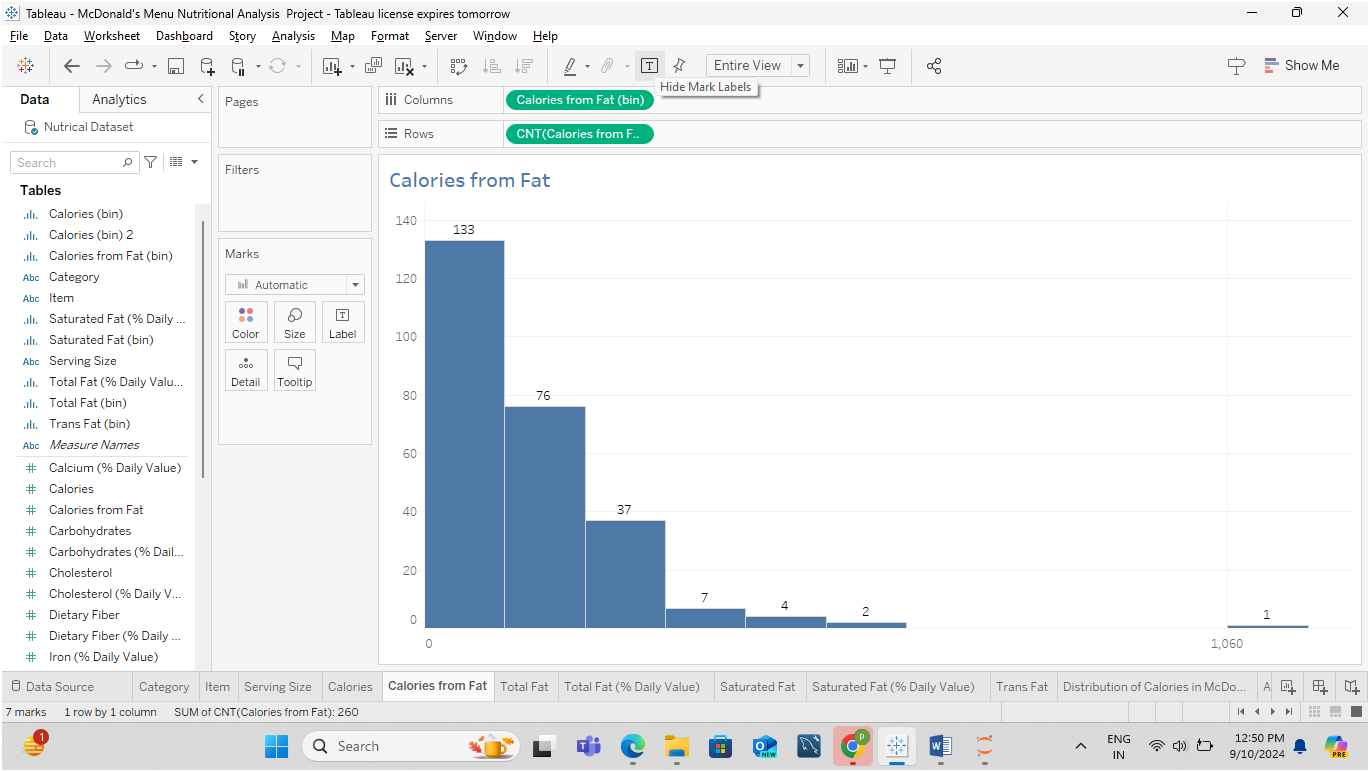 Tableau - McDonald's Menu Nutritional Analysis Project - Tableau license expires tomorrow
File Data Worksheet Dashboard Story Analysis Map Format Server Window Help
Entire View
Show Me
Hide Mark Labels
Data Analytics
Nutrical Dataset
Search
Tables
Calories (bin)
Calories (bin) 2
Calories from Fat (bin)
Abc Category
Abc Item
Saturated Fat (% Daily ...
Saturated Fat (bin)
Abc Serving Size
Total Fat (% Daily Valu...
Total Fat (bin)
Trans Fat (bin)
Abc Measure Names
# Calcium (% Daily Value)
# Calories
# Calories from Fat
# Carbohydrates
# Carbohydrates (% Dail...
# Cholesterol
# Cholesterol (% Daily V...
# Dietary Fiber
# Dietary Fiber (% Daily ...
# Iron (% Daily Value)
Pages
Filters
Marks
Automatic
Color Size Label
Detail Tooltip
Columns Calories from Fat (bin)
Rows CNT(Calories from F..
Calories from Fat
140
120
100
80
60
40
20
0
133
76
37
7
4
2
1
0 1,060
Data Source Category Item Serving Size Calories Calories from Fat Total Fat Total Fat (% Daily Value) Saturated Fat Saturated Fat (% Daily Value) Trans Fat Distribution of Calories in McDo... A
7 marks 1 row by 1 column SUM of CNT(Calories from Fat): 260
1
Search
NEW
P
W
ENG
IN
12:50 PM
9/10/2024
PRE